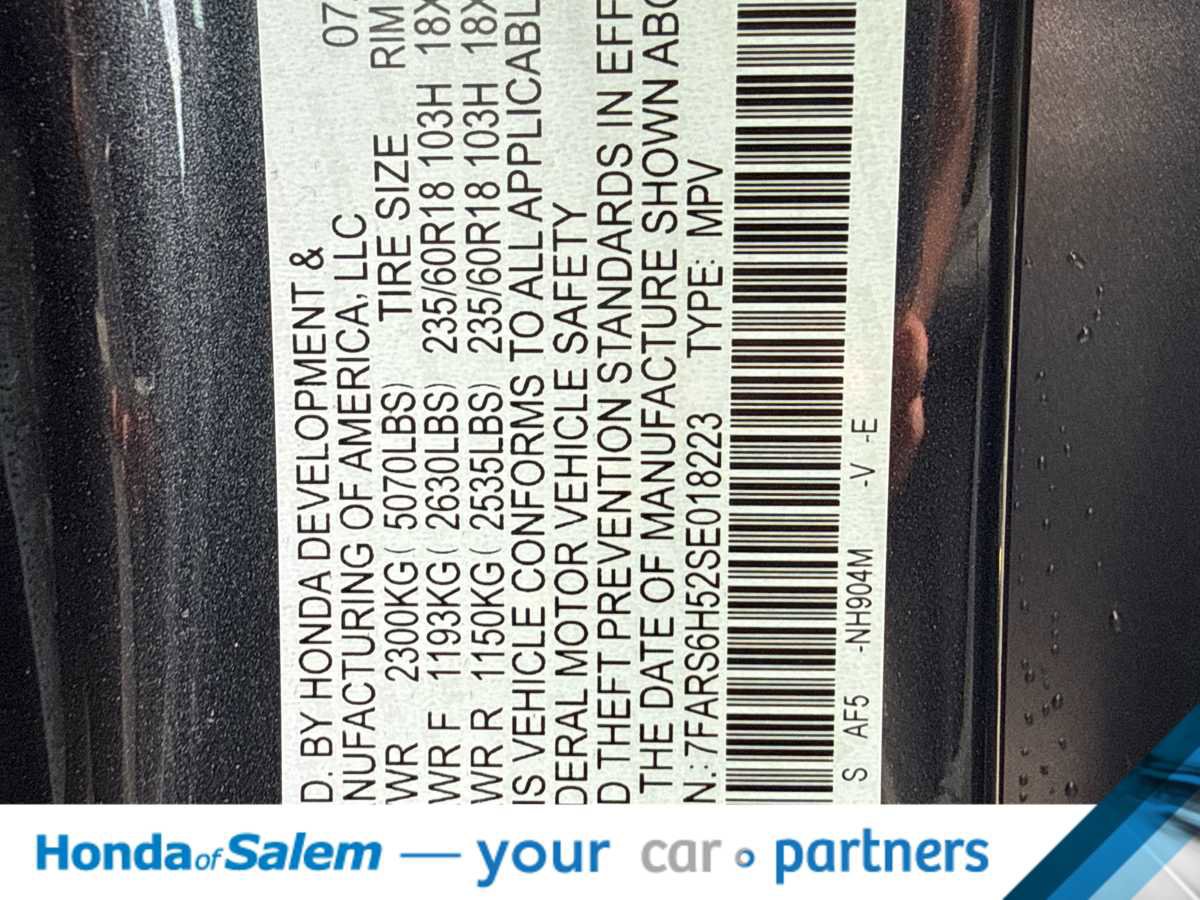 D. BY HONDA DEVELOPMENT &
NUFACTURING OF AMERICA, LLC 07
WR 2300KG ( 5070LBS) TIRE SIZE RIM
WR F 1193KG ( 2630LBS) 235/60R18 103H 18X
WR R 1150KG ( 2535LBS) 235/60R18 103H 18X
IS VEHICLE CONFORMS TO ALL APPLICABL
DERAL MOTOR VEHICLE SAFETY
D THEFT PREVENTION STANDARDS IN EFF
THE DATE OF MANUFACTURE SHOWN ABO
N.: 7FARS6H52SE018223 TYPE: MPV
S AF5 -NH904M -V -E
Honda of Salem — your car partners